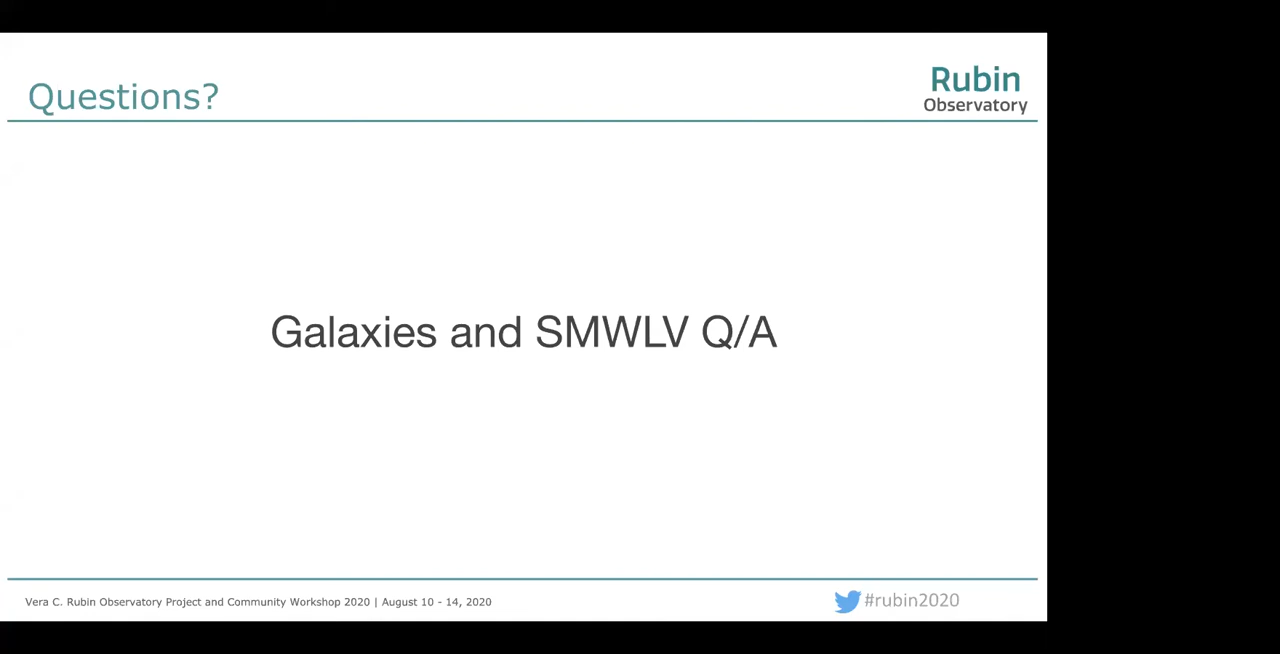 Questions?
Rubin
Observatory
Galaxies and SMWLV Q/A
Vera C. Rubin Observatory Project and Community Workshop 2020 | August 10 - 14, 2020
#rubin2020